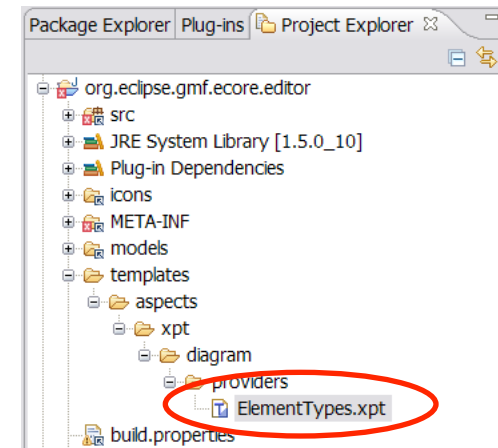 Package Explorer Plug-ins Project Explorer
org.eclipse.gmf.ecore.editor
src
JRE System Library [1.5.0_10]
Plug-in Dependencies
icons
META-INF
models
templates
aspects
xpt
diagram
providers
ElementTypes.xpt
build.properties